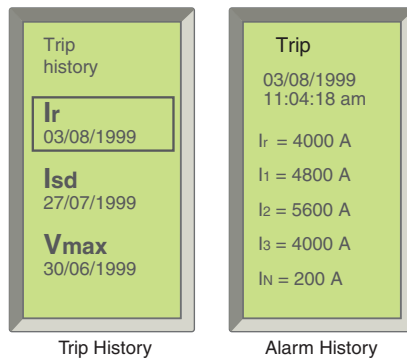 Trip
history
Ir
03/08/1999
Isd
27/07/1999
Vmax
30/06/1999
Trip History
Trip
03/08/1999
11:04:18 am
Ir = 4000 A
I1 = 4800 A
I2 = 5600 A
I3 = 4000 A
IN = 200 A
Alarm History